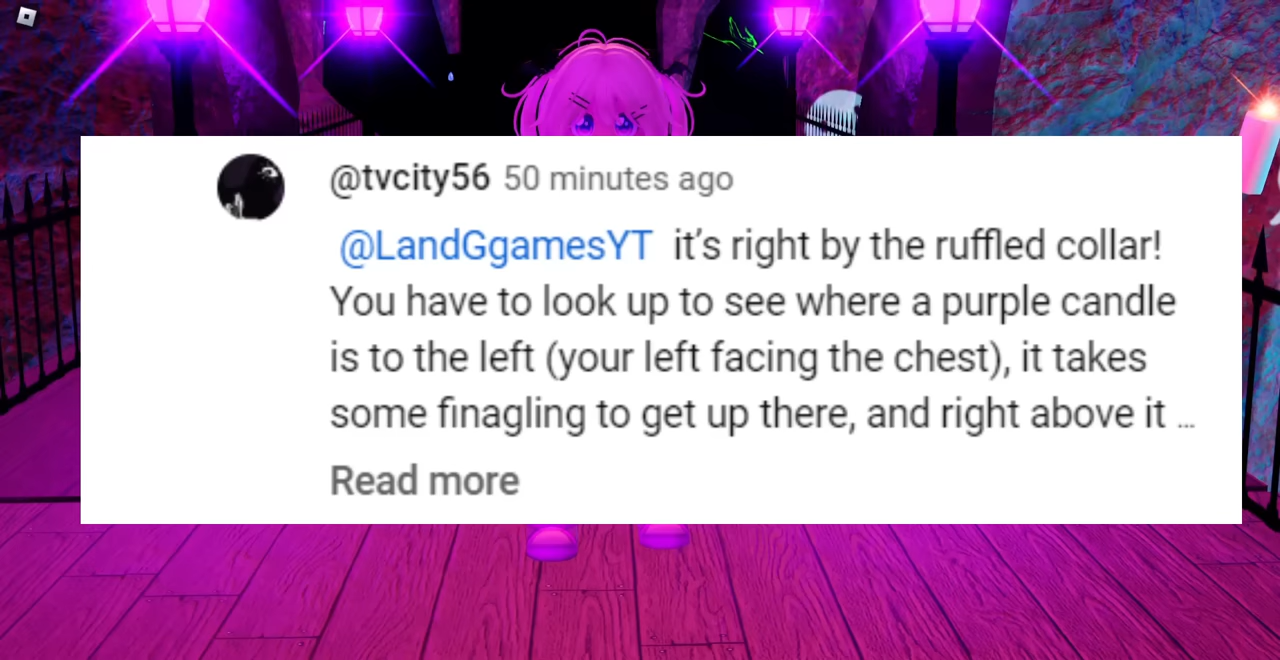 @tvcity56 50 minutes ago
@LandGgamesYT it's right by the ruffled collar!
You have to look up to see where a purple candle
is to the left (your left facing the chest), it takes
some finagling to get up there, and right above it ...
Read more